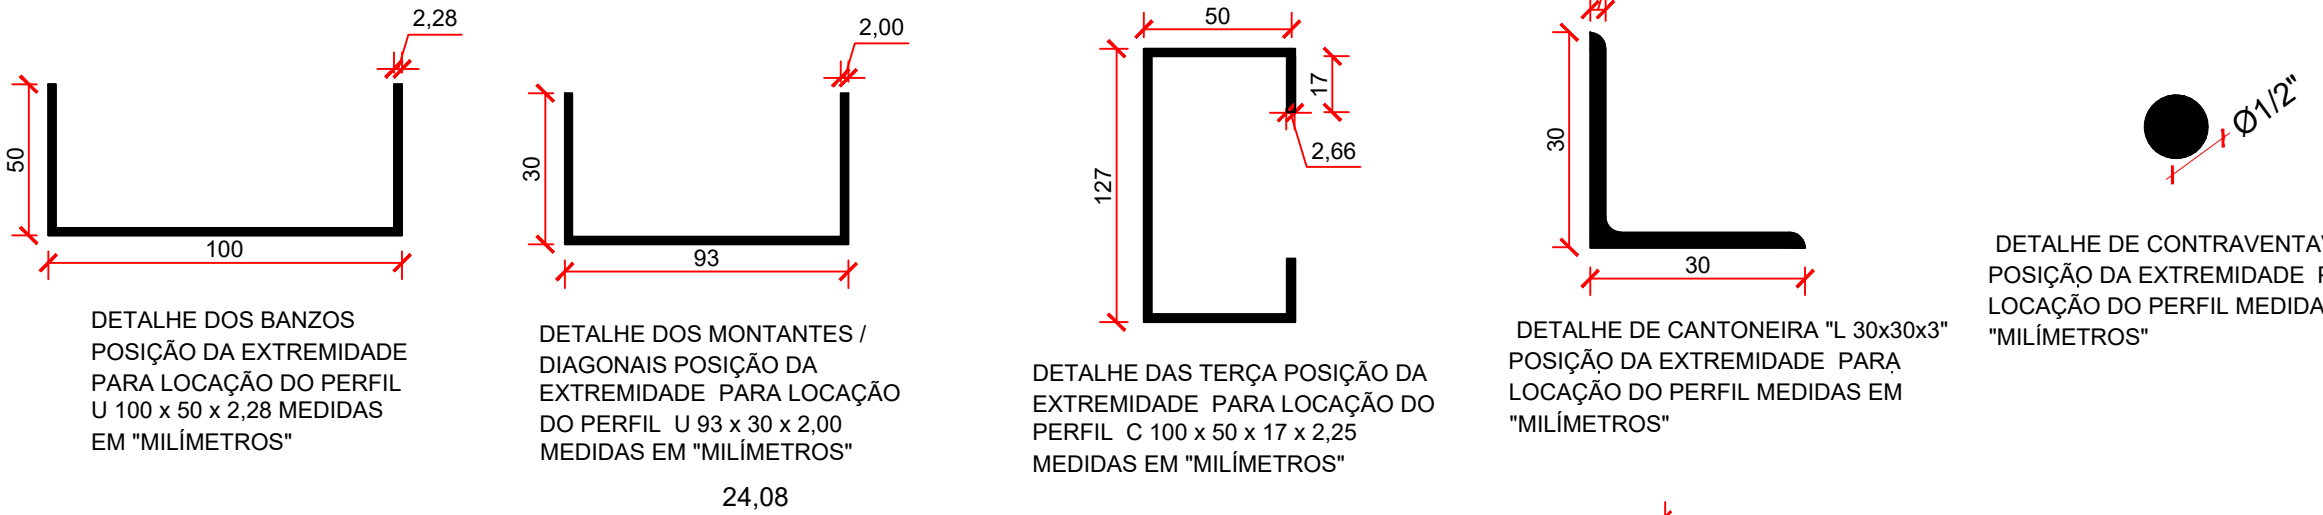 2,28
50
100
DETALHE DOS BANZOS
POSIÇÃO DA EXTREMIDADE
PARA LOCAÇÃO DO PERFIL
U 100 x 50 x 2,28 MEDIDAS
EM "MILÍMETROS"
2,00
30
93
DETALHE DOS MONTANTES /
DIAGONAIS POSIÇÃO DA
EXTREMIDADE PARA LOCAÇÃO
DO PERFIL U 93 x 30 x 2,00
MEDIDAS EM "MILÍMETROS"
24,08
50
17
2,66
127
DETALHE DAS TERÇA POSIÇÃO DA
EXTREMIDADE PARA LOCAÇÃO DO
PERFIL C 100 x 50 x 17 x 2,25
MEDIDAS EM "MILÍMETROS"
30
30
DETALHE DE CANTONEIRA "L 30x30x3"
POSIÇÃO DA EXTREMIDADE PARA
LOCAÇÃO DO PERFIL MEDIDAS EM
"MILÍMETROS"
Ø1/2"
DETALHE DE
POSIÇÃO DA EXTREMIDADE
LOCAÇÃO DO PERFIL
"MILÍMETROS"